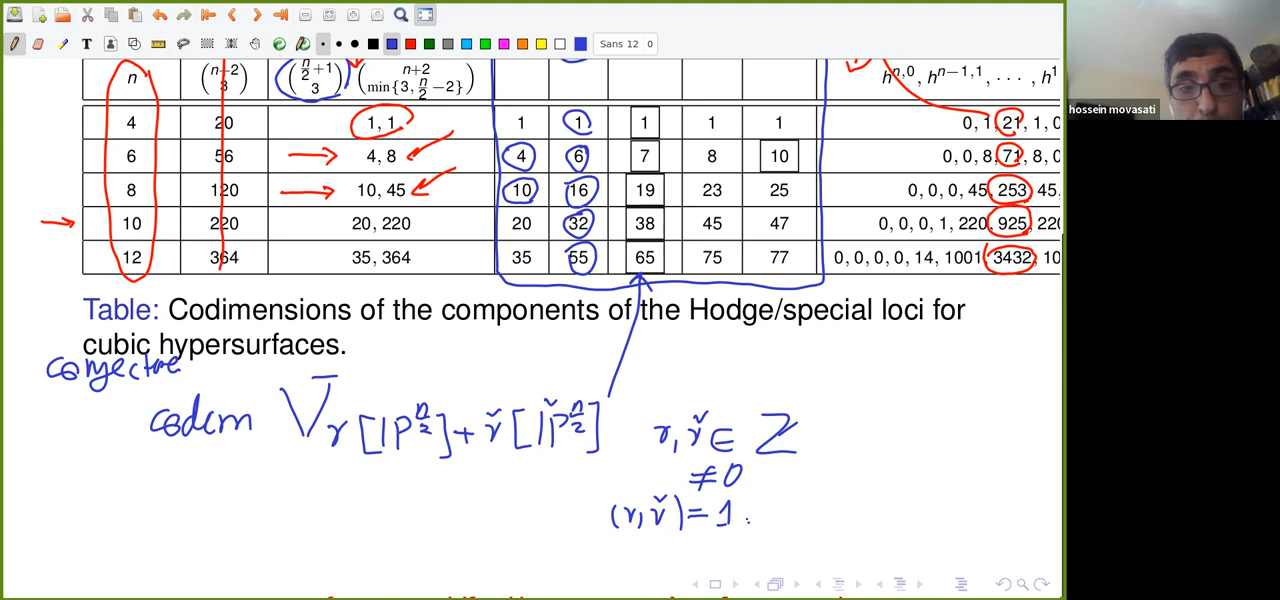 Sans 12 0
n (n−2 3) (n/2+1 3) (n+2 min{3, n/2−2}) hⁿ,⁰, hⁿ⁻¹,¹, · · · , h¹
hossein movasati
4 20 1, 1 1 1 1 1 1 0, 1, 21, 1, 0
6 56 4, 8 4 6 7 8 10 0, 0, 8, 71, 8, 0
8 120 10, 45 10 16 19 23 25 0, 0, 0, 45, 253, 45,
10 220 20, 220 20 32 38 45 47 0, 0, 0, 1, 220, 925, 220
12 364 35, 364 35 55 65 75 77 0, 0, 0, 0, 14, 1001, 3432, 10
Table: Codimensions of the components of the Hodge/special loci for
cubic hypersurfaces.
conjecture
codim V_r[ℙ^{n/2}]+ř[ℙ̌^{n/2}] r, ř ∈ ℤ
≠0
(r, ř) = 1.